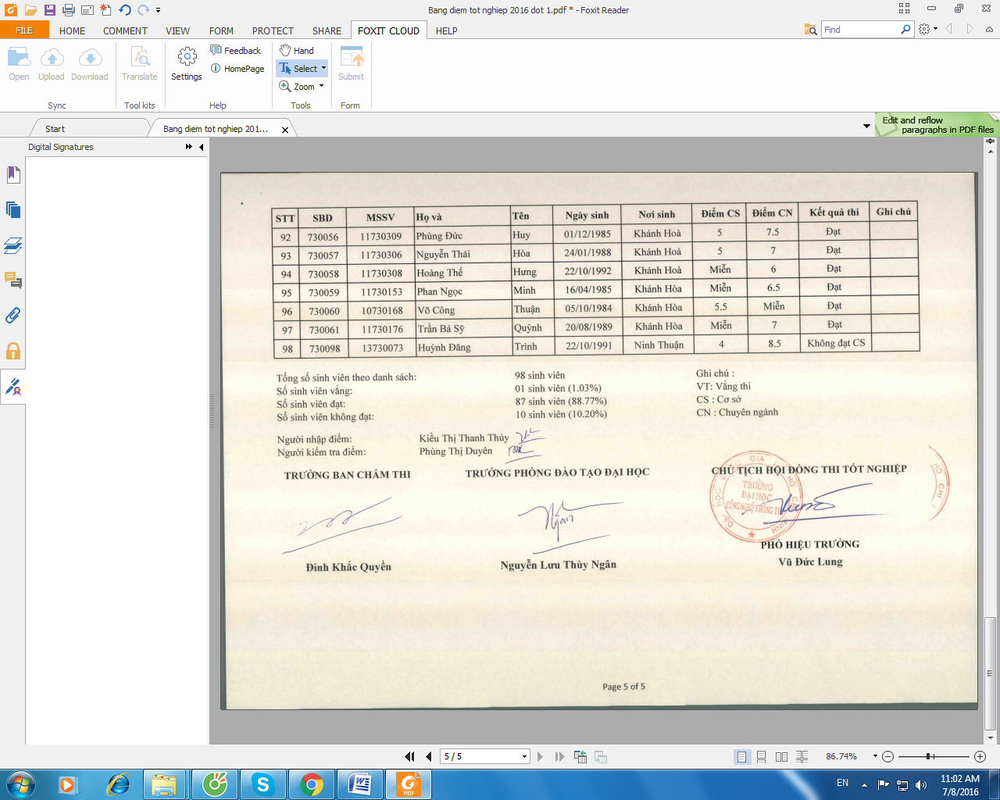 Bang diem tot nghiep 2016 dot 1.pdf * - Foxit Reader
FILE HOME COMMENT VIEW FORM PROTECT SHARE FOXIT CLOUD HELP
Find
Open Upload Download Translate Settings Feedback HomePage Hand Select Zoom Submit
Sync Tool kits Help Tools Form
Start
Bang diem tot nghiep 201...
Edit and reflow
paragraphs in PDF files
Digital Signatures
STT SBD MSSV Họ và Tên Ngày sinh Nơi sinh Điểm CS Điểm CN Kết quả thi Ghi chú
92 730056 11730309 Phùng Đức Huy 01/12/1985 Khánh Hoà 5 7.5 Đạt
93 730057 11730306 Nguyễn Thái Hòa 24/01/1988 Khánh Hoà 5 7 Đạt
94 730058 11730308 Hoàng Thế Hưng 22/10/1992 Khánh Hoà Miễn 6 Đạt
95 730059 11730153 Phan Ngọc Minh 16/04/1985 Khánh Hòa Miễn 6.5 Đạt
96 730060 10730168 Võ Công Thuận 05/10/1984 Khánh Hòa 5.5 Miễn Đạt
97 730061 11730176 Trần Bá Sỹ Quỳnh 20/08/1989 Khánh Hòa Miễn 7 Đạt
98 730098 13730073 Huỳnh Đăng Trình 22/10/1991 Ninh Thuận 4 8.5 Không đạt CS
Tổng số sinh viên theo danh sách: 98 sinh viên Ghi chú :
Số sinh viên vắng: 01 sinh viên (1.03%) VT: Vắng thi
Số sinh viên đạt: 87 sinh viên (88.77%) CS : Cơ sở
Số sinh viên không đạt: 10 sinh viên (10.20%) CN : Chuyên ngành
Người nhập điểm: Kiều Thị Thanh Thủy
Người kiểm tra điểm: Phùng Thị Duyên
TRƯỞNG BAN CHẤM THI TRƯỞNG PHÒNG ĐÀO TẠO ĐẠI HỌC CHỦ TỊCH HỘI ĐỒNG THI TỐT NGHIỆP
TRƯỜNG
ĐẠI HỌC
CÔNG NGHỆ THÔNG TIN
Ngân
PHÓ HIỆU TRƯỞNG
Đinh Khắc Quyền Nguyễn Lưu Thùy Ngân Vũ Đức Lung
Page 5 of 5
5 / 5
86.74%
EN
11:02 AM
7/8/2016